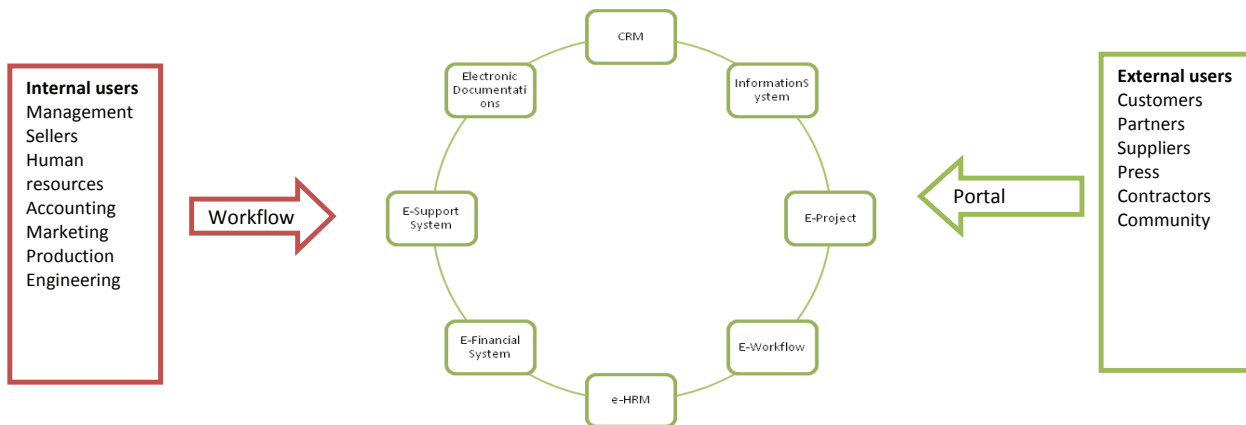 Internal users
Management
Sellers
Human
resources
Accounting
Marketing
Production
Engineering
Workflow
CRM
Electronic
Documentati
ons
InformationS
ystem
E-Support
System
E-Project
E-Financial
System
E-Workflow
e-HRM
Portal
External users
Customers
Partners
Suppliers
Press
Contractors
Community